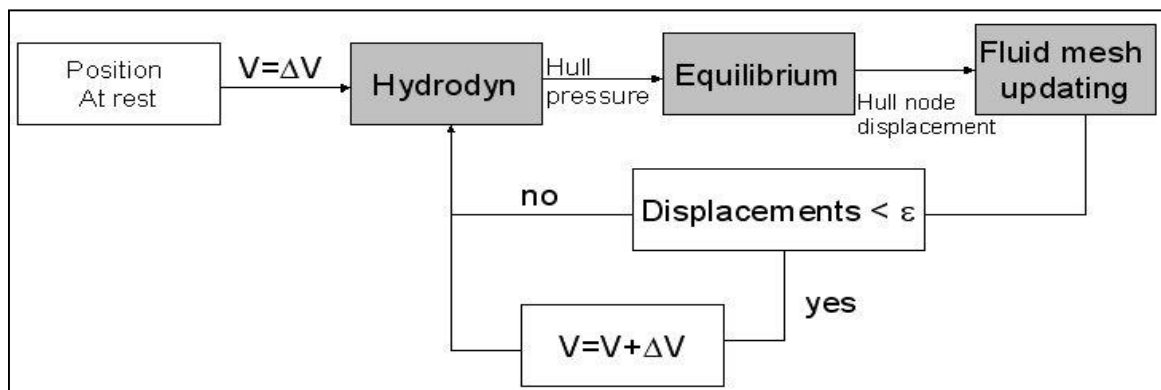 Position
At rest
V=ΔV
Hydrodyn
Hull
pressure
Equilibrium
Hull node
displacement
Fluid mesh
updating
Displacements < ε
no
yes
V=V+ΔV